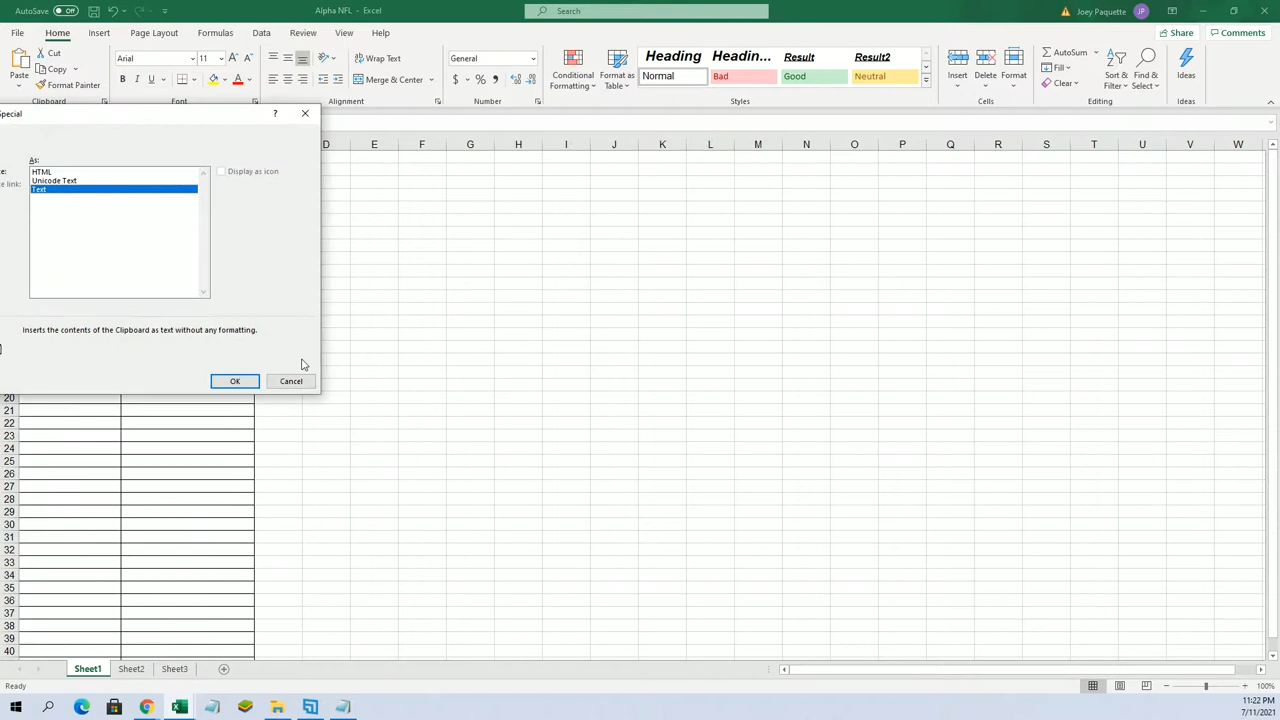 AutoSave Off
Alpha NFL - Excel
Search
Joey Paquette JP
File Home Insert Page Layout Formulas Data Review View Help
Share Comments
Paste
Cut
Copy
Format Painter
Clipboard
Arial 11
B I U
Font
Wrap Text
Merge & Center
Alignment
General
$ % ,
Number
Conditional
Formatting
Format as
Table
Heading Headin... Result Result2
Normal Bad Good Neutral
Styles
Insert Delete Format
Cells
AutoSum
Fill
Clear
Sort &
Filter
Find &
Select
Editing
Ideas
Ideas
Special ? ×
As:
HTML
Unicode Text
Text
Display as icon
Inserts the contents of the Clipboard as text without any formatting.
OK Cancel
D E F G H I J K L M N O P Q R S T U V W
20
21
22
23
24
25
26
27
28
29
30
31
32
33
34
35
36
37
38
39
40
Sheet1 Sheet2 Sheet3
Ready
100%
11:22 PM
7/11/2021